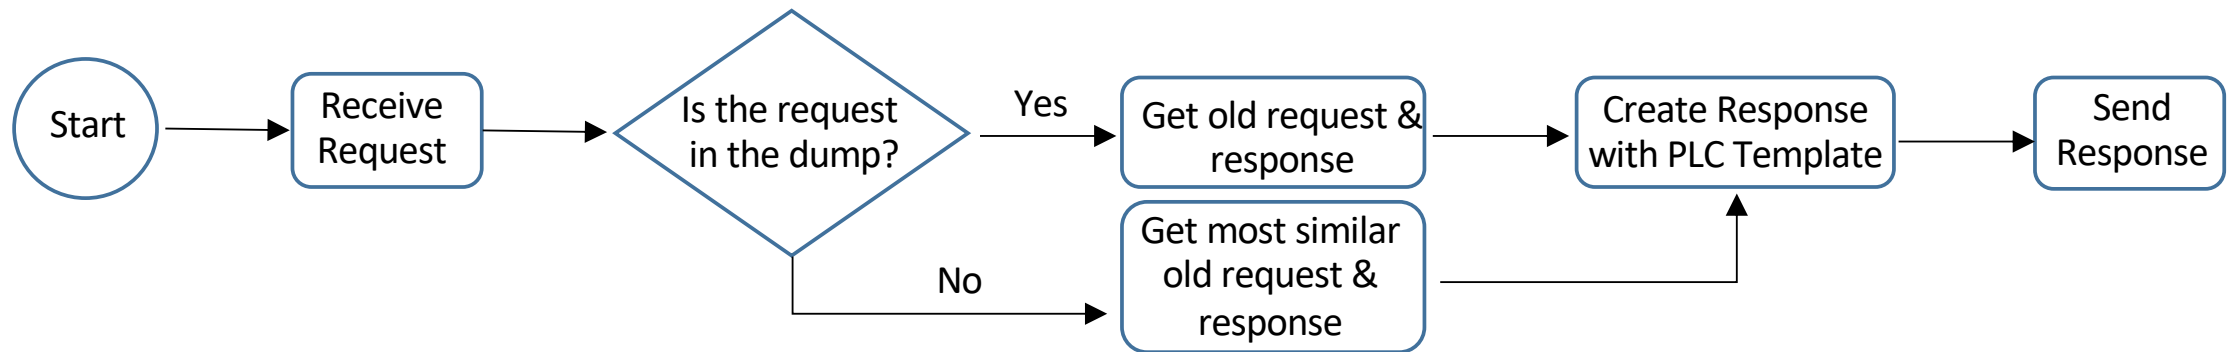 Start
Receive
Request
Is the request
in the dump?
Yes
Get old request &
response
No
Get most similar
old request &
response
Create Response
with PLC Template
Send
Response